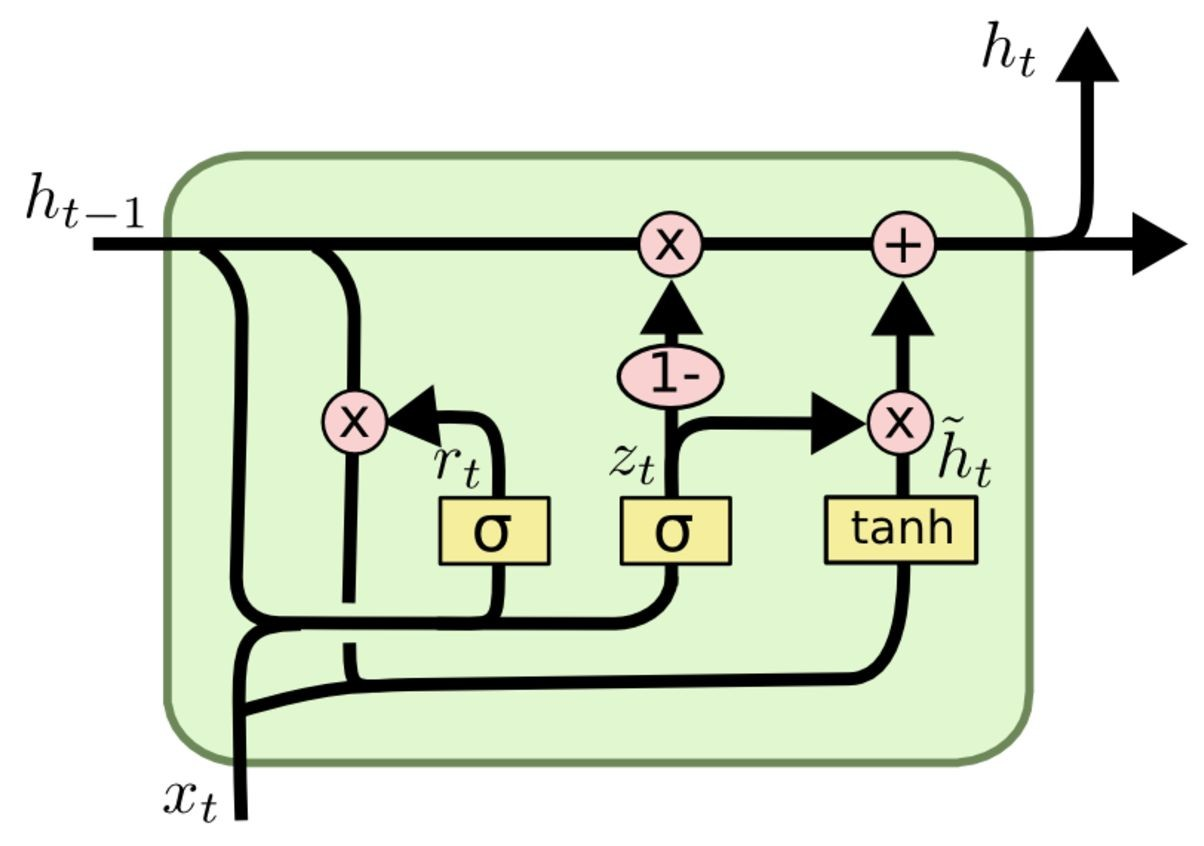 h_t
h_{t-1}
x +
1-
x x
r_t z_t h̃_t
σ σ tanh
x_t